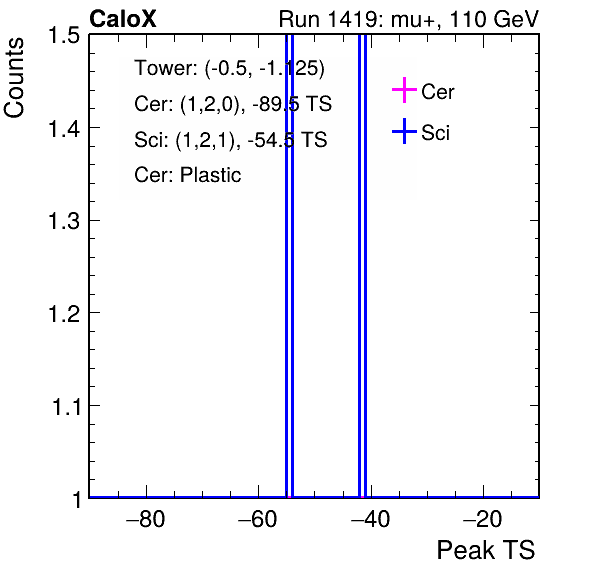 CaloX Run 1419: mu+, 110 GeV
Counts
1.5
1.4
1.3
1.2
1.1
1
Tower: (-0.5, -1.125)
Cer: (1,2,0), -89.5 TS
Sci: (1,2,1), -54.5 TS
Cer: Plastic
Cer
Sci
−80 −60 −40 −20
Peak TS